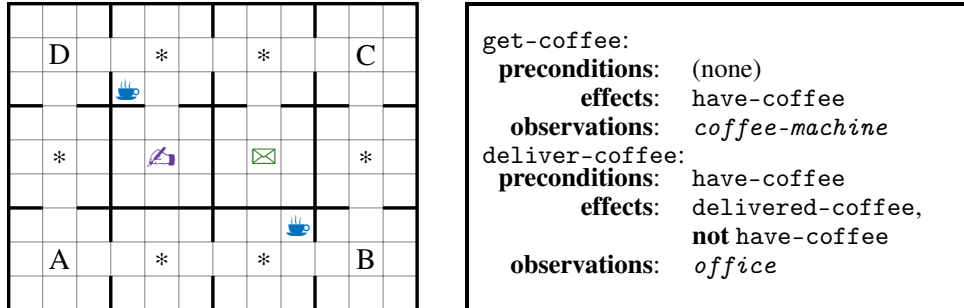 D * * C
* *
A * * B
get-coffee:
preconditions: (none)
effects: have-coffee
observations: coffee-machine
deliver-coffee:
preconditions: have-coffee
effects: delivered-coffee,
not have-coffee
observations: office